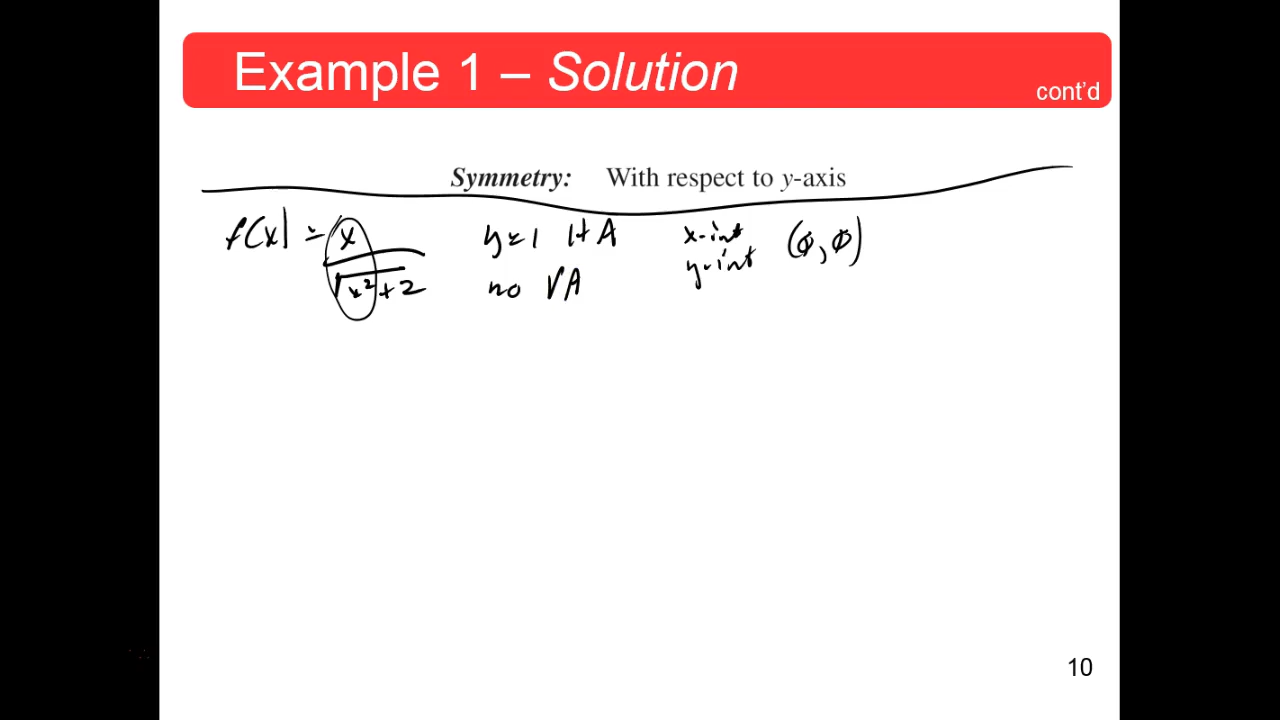 Example 1 – Solution
cont'd
Symmetry: With respect to y-axis
f(x) = x / √x²+2
y=1 HA
no VA
x-int
y-int
(0,0)
10